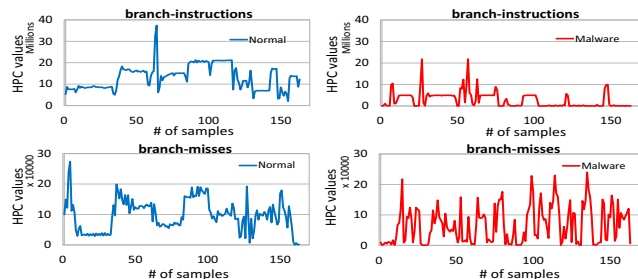 branch-instructions
HPC values
Millions
40
30
20
10
0
Normal
0 50 100 150
# of samples
branch-instructions
HPC values
Millions
40
30
20
10
0
Malware
0 50 100 150
# of samples
branch-misses
HPC values
x 10000
30
20
10
0
Normal
0 50 100 150
# of samples
branch-misses
HPC values
x 10000
30
20
10
0
Malware
0 50 100 150
# of samples